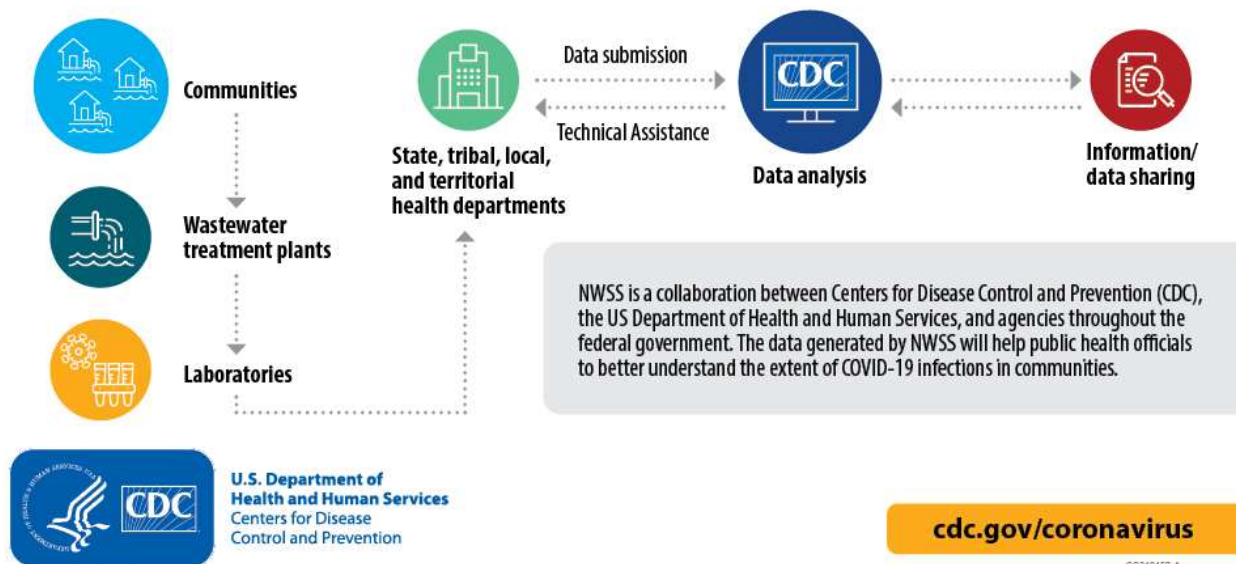 Communities
Wastewater
treatment plants
Laboratories
State, tribal, local,
and territorial
health departments
Data submission
Technical Assistance
CDC
Data analysis
Information/
data sharing
NWSS is a collaboration between Centers for Disease Control and Prevention (CDC),
the US Department of Health and Human Services, and agencies throughout the
federal government. The data generated by NWSS will help public health officials
to better understand the extent of COVID-19 infections in communities.
CDC
U.S. Department of
Health and Human Services
Centers for Disease
Control and Prevention
cdc.gov/coronavirus